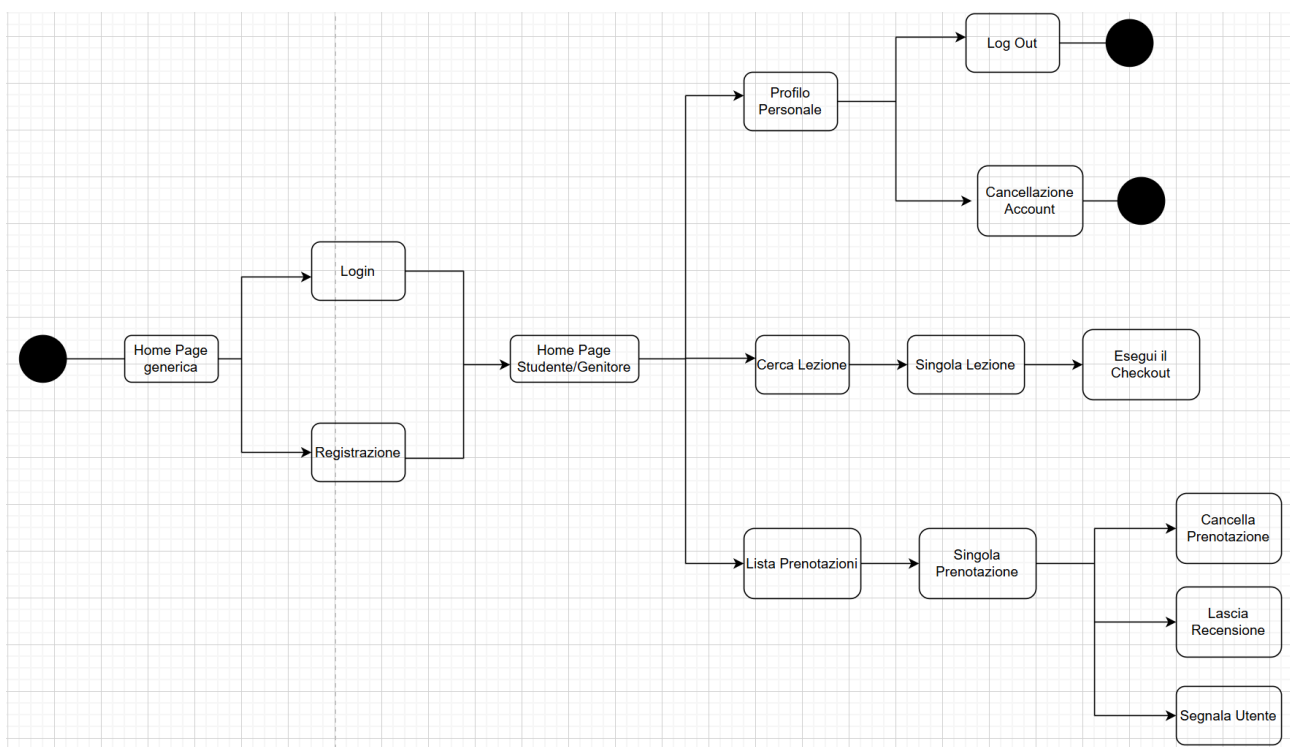 Log Out
Profilo
Personale
Cancellazione
Account
Login
Home Page
generica
Home Page
Studente/Genitore
Cerca Lezione
Singola Lezione
Esegui il
Checkout
Registrazione
Lista Prenotazioni
Singola
Prenotazione
Cancella
Prenotazione
Lascia
Recensione
Segnala Utente